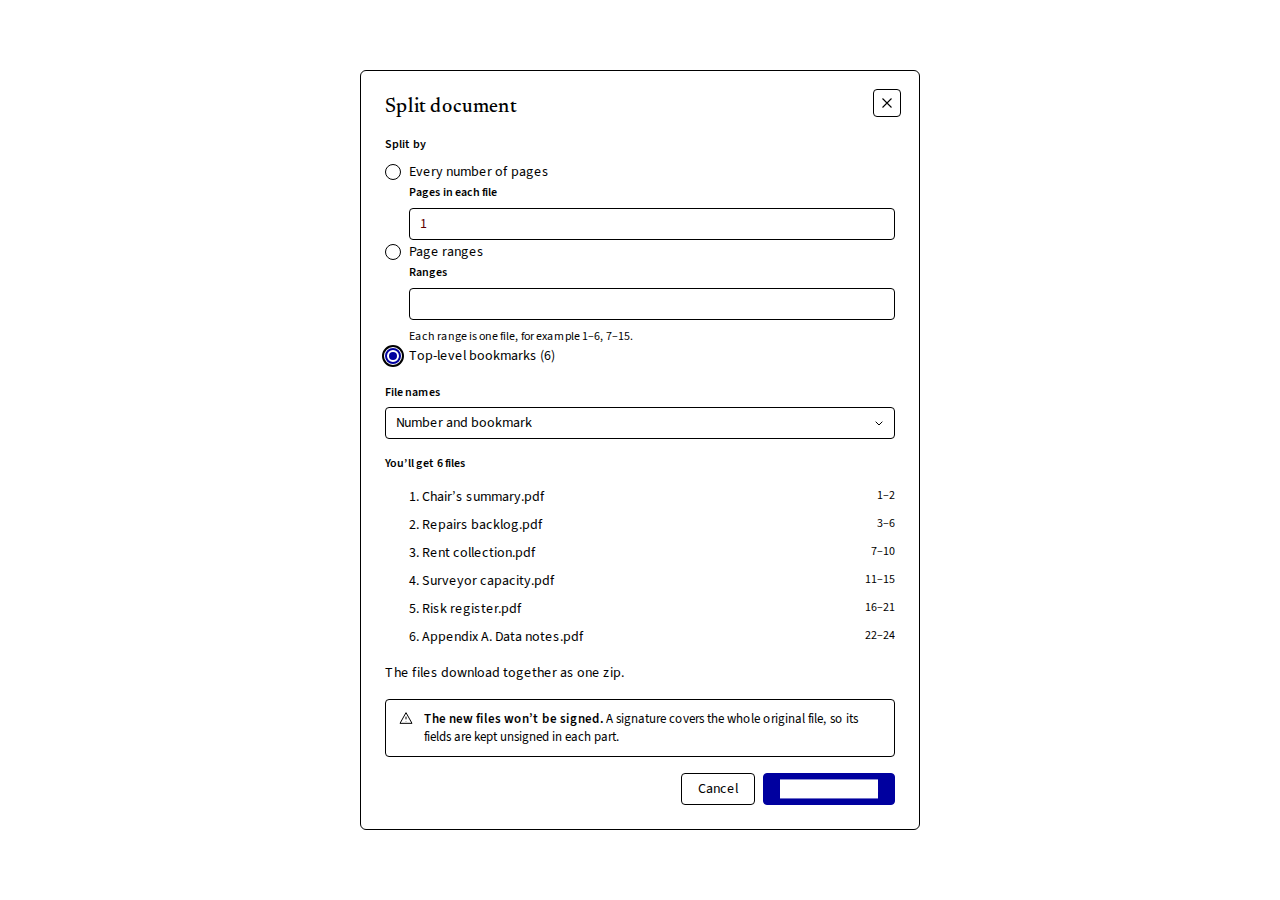 Split document
Split by
Every number of pages
Pages in each file
1
Page ranges
Ranges
Each range is one file, for example 1–6, 7–15.
Top-level bookmarks (6)
File names
Number and bookmark
You’ll get 6 files
1. Chair’s summary.pdf 1–2
2. Repairs backlog.pdf 3–6
3. Rent collection.pdf 7–10
4. Surveyor capacity.pdf 11–15
5. Risk register.pdf 16–21
6. Appendix A. Data notes.pdf 22–24
The files download together as one zip.
The new files won’t be signed. A signature covers the whole original file, so its
fields are kept unsigned in each part.
Cancel